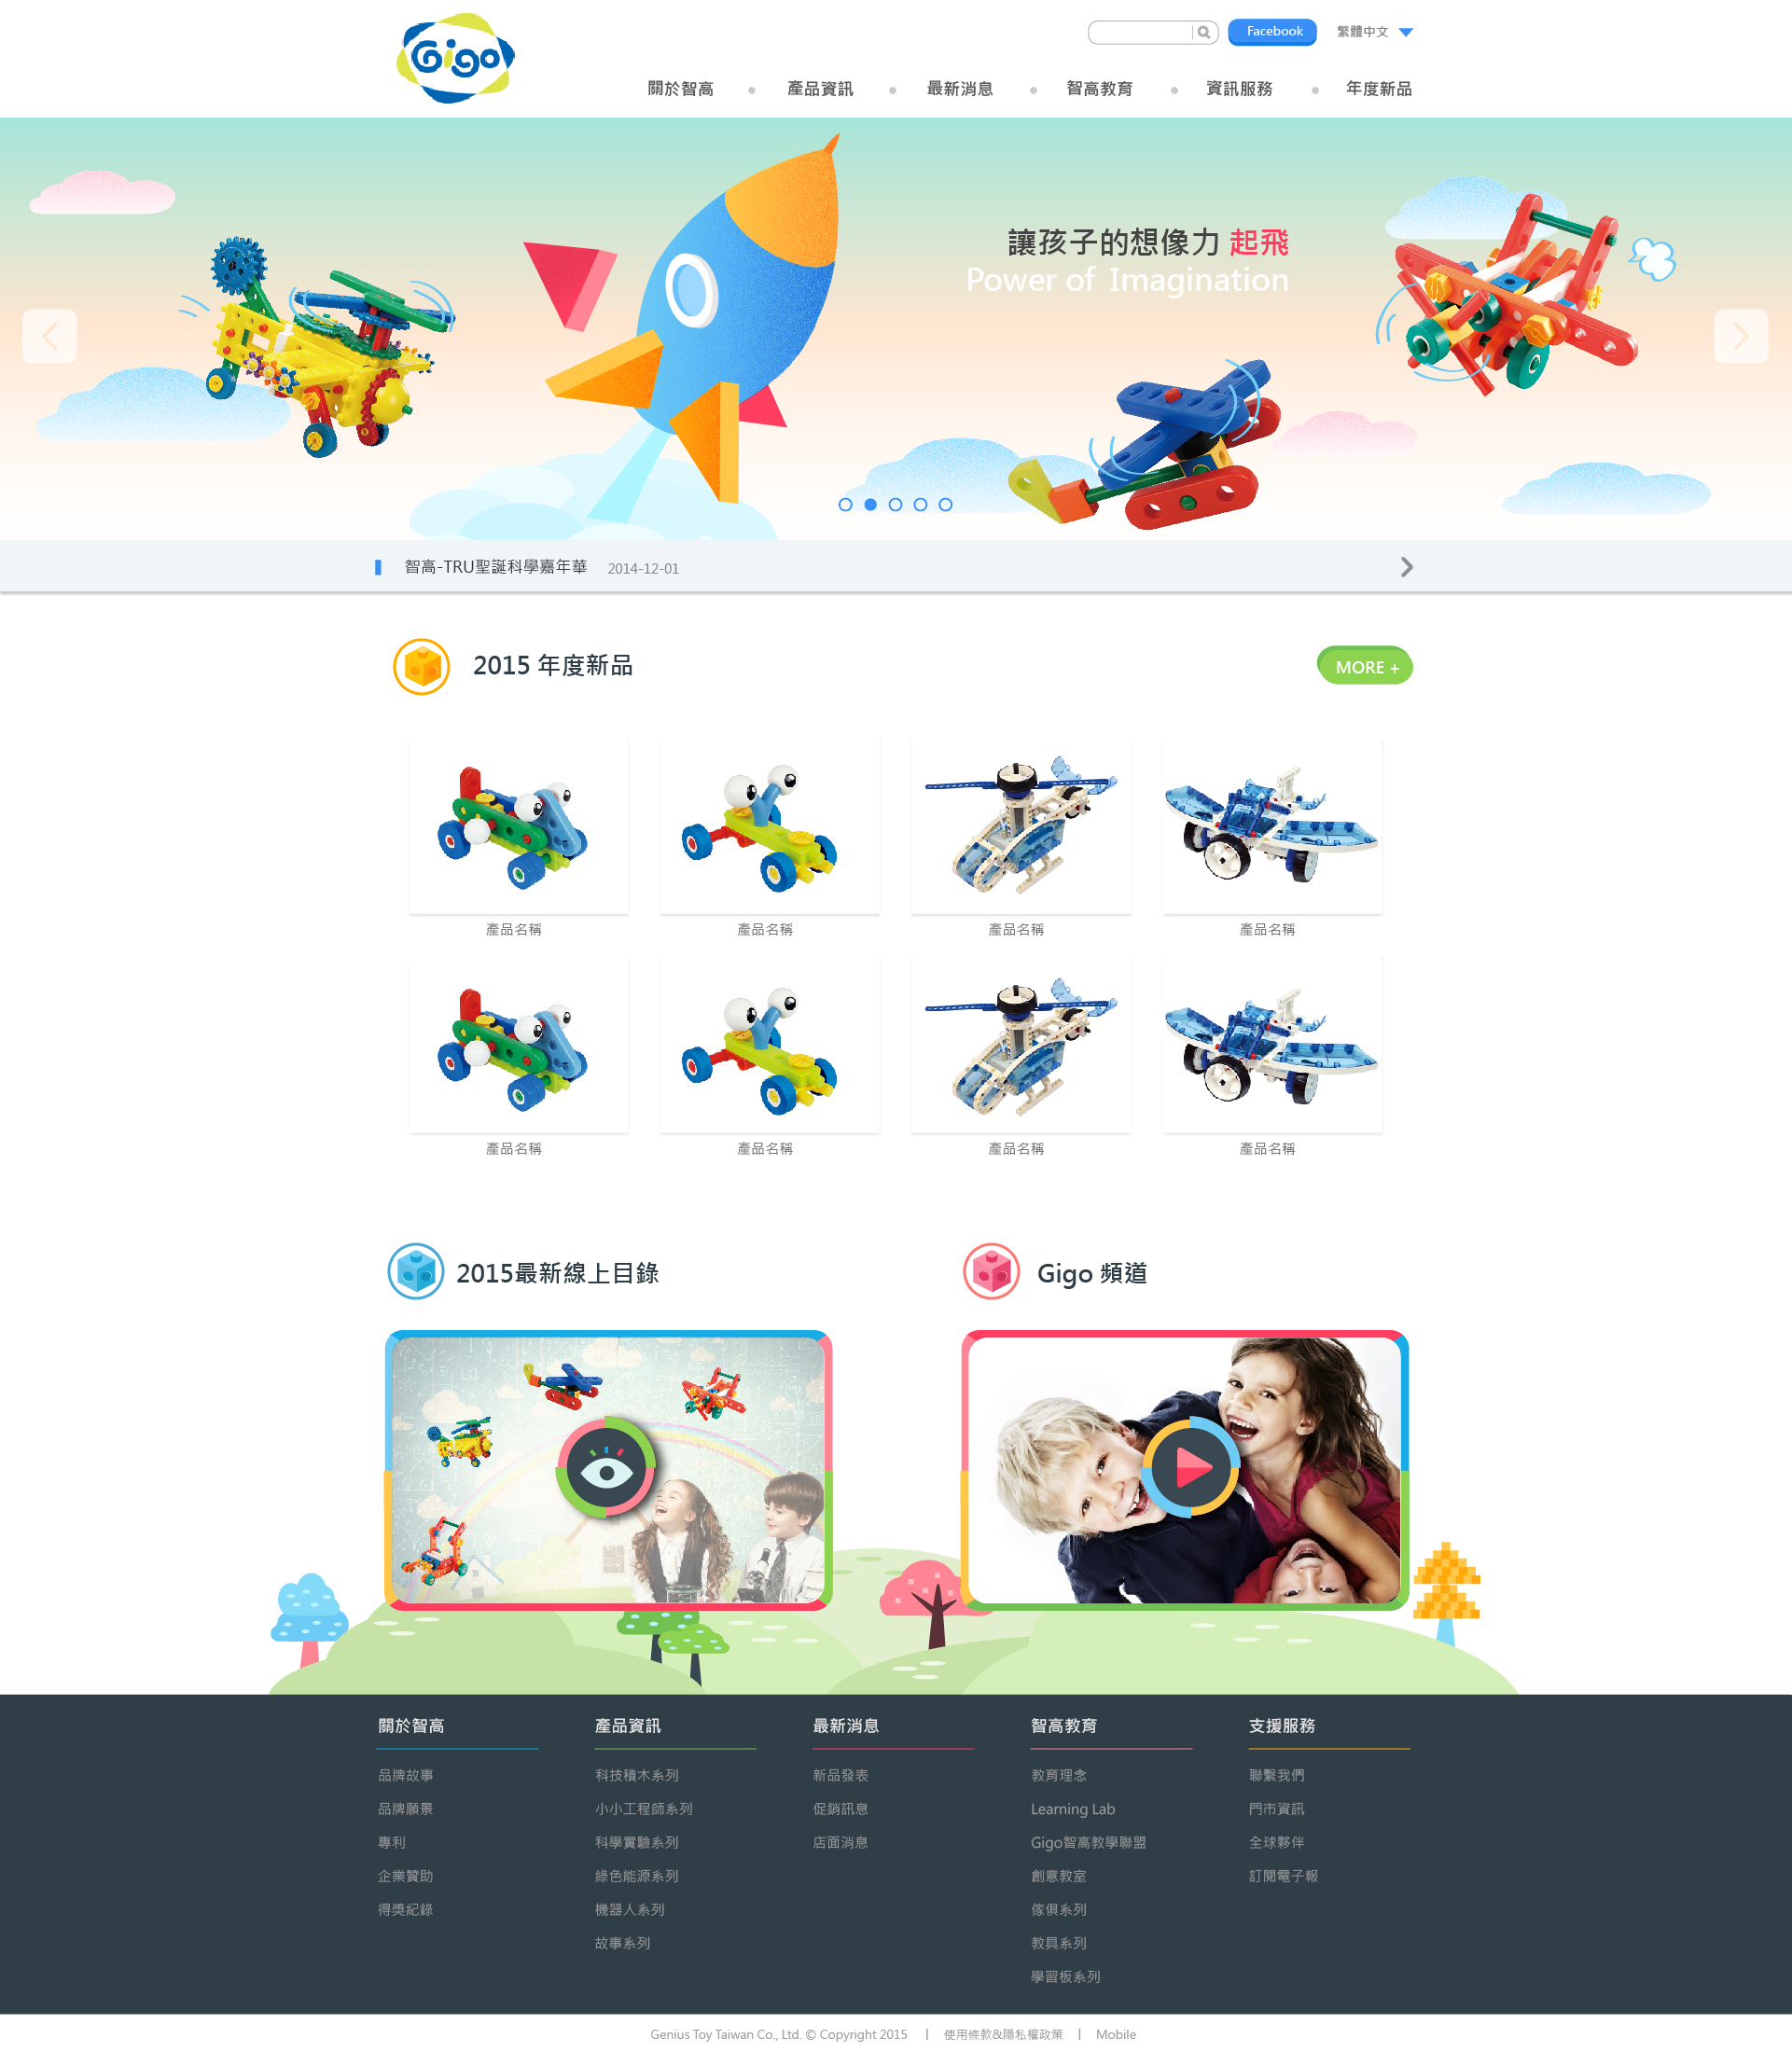 Gigo
Facebook
繁體中文
關於智高
產品資訊
最新消息
智高教育
資訊服務
年度新品
讓孩子的想像力 起飛
Power of Imagination
智高-TRU聖誕科學嘉年華 2014-12-01
2015 年度新品
MORE +
產品名稱
產品名稱
產品名稱
產品名稱
產品名稱
產品名稱
產品名稱
產品名稱
2015最新線上目錄
Gigo 頻道
關於智高
品牌故事
品牌願景
專利
企業贊助
得獎紀錄
產品資訊
科技積木系列
小小工程師系列
科學實驗系列
綠色能源系列
機器人系列
故事系列
最新消息
新品發表
促銷訊息
店面消息
智高教育
教育理念
Learning Lab
Gigo智高教學聯盟
創意教室
傢俱系列
教具系列
學習板系列
支援服務
聯繫我們
門市資訊
全球夥伴
訂閱電子報
Genius Toy Taiwan Co., Ltd. © Copyright 2015 | 使用條款&隱私權政策 | Mobile